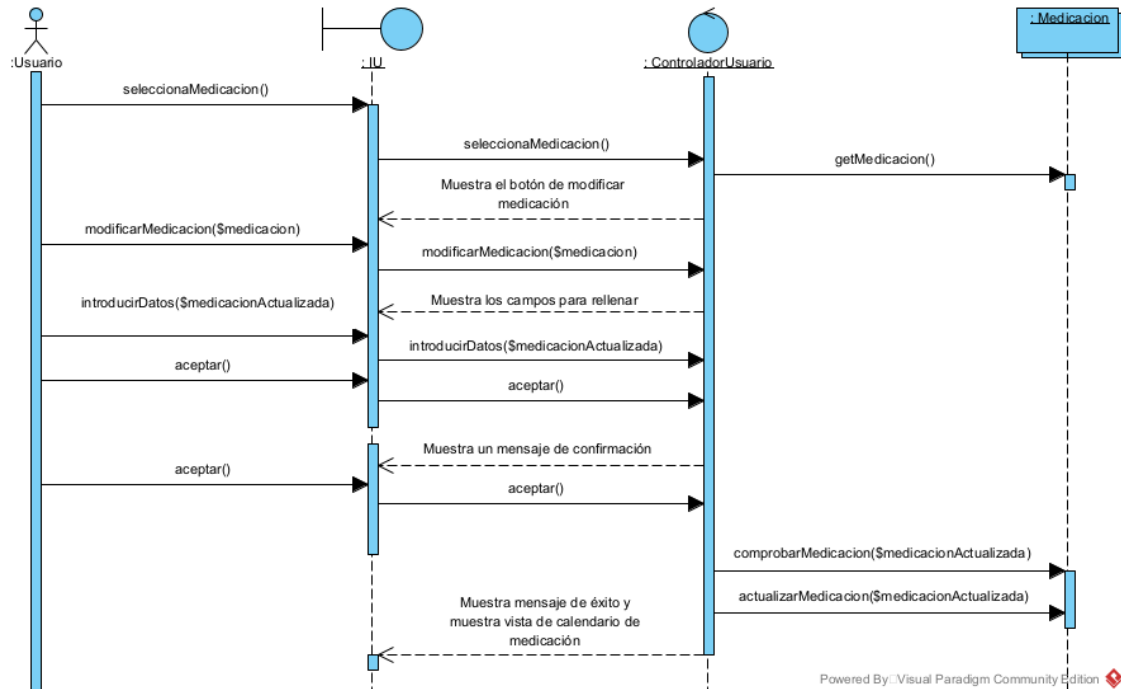 :Usuario
: IU
: ControladorUsuario
: Medicacion
seleccionaMedicacion()
seleccionaMedicacion()
getMedicacion()
Muestra el botón de modificar
medicación
modificarMedicacion($medicacion)
modificarMedicacion($medicacion)
Muestra los campos para rellenar
introducirDatos($medicacionActualizada)
introducirDatos($medicacionActualizada)
aceptar()
aceptar()
Muestra un mensaje de confirmación
aceptar()
aceptar()
comprobarMedicacion($medicacionActualizada)
actualizarMedicacion($medicacionActualizada)
Muestra mensaje de éxito y
muestra vista de calendario de
medicación
Powered By Visual Paradigm Community Edition